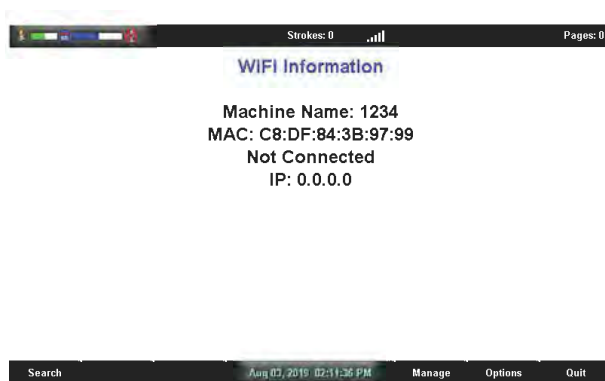 Strokes: 0 Pages: 0
WIFI Information
Machine Name: 1234
MAC: C8:DF:84:3B:97:99
Not Connected
IP: 0.0.0.0
Search Aug 03, 2019 02:11:36 PM Manage Options Quit